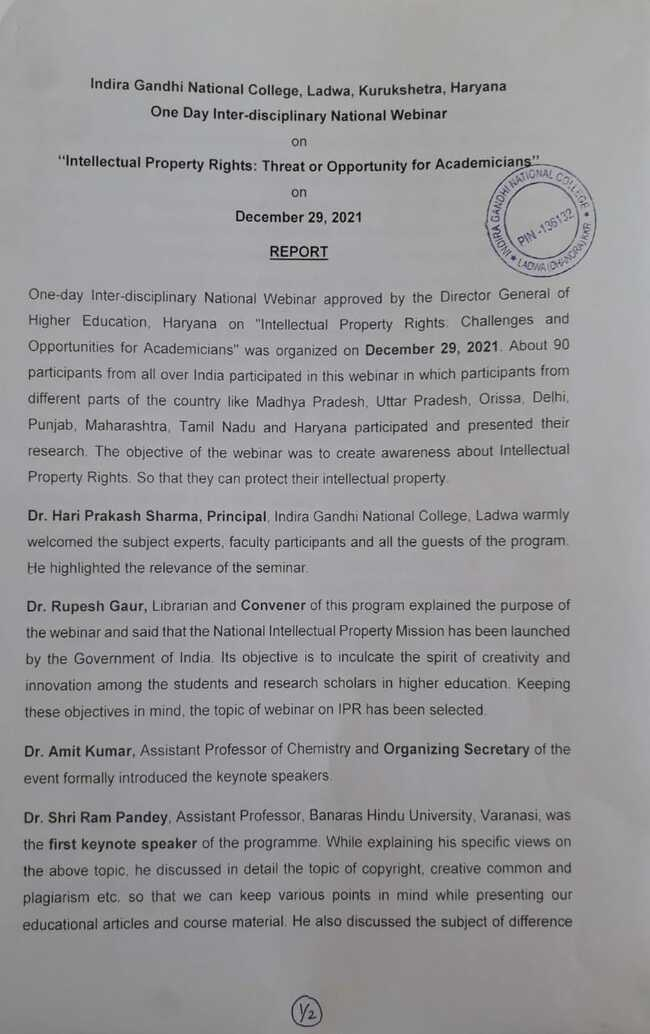 Indira Gandhi National College, Ladwa, Kurukshetra, Haryana
One Day Inter-disciplinary National Webinar
on
"Intellectual Property Rights: Threat or Opportunity for Academicians"
on
December 29, 2021
INDIRA GANDHI NATIONAL COLLEGE
PIN -136132
★ LADWA (DHANORA) KKR ★
REPORT
One-day Inter-disciplinary National Webinar approved by the Director General of
Higher Education, Haryana on "Intellectual Property Rights: Challenges and
Opportunities for Academicians" was organized on December 29, 2021. About 90
participants from all over India participated in this webinar in which participants from
different parts of the country like Madhya Pradesh, Uttar Pradesh, Orissa, Delhi,
Punjab, Maharashtra, Tamil Nadu and Haryana participated and presented their
research. The objective of the webinar was to create awareness about Intellectual
Property Rights. So that they can protect their intellectual property.
Dr. Hari Prakash Sharma, Principal, Indira Gandhi National College, Ladwa warmly
welcomed the subject experts, faculty participants and all the guests of the program.
He highlighted the relevance of the seminar.
Dr. Rupesh Gaur, Librarian and Convener of this program explained the purpose of
the webinar and said that the National Intellectual Property Mission has been launched
by the Government of India. Its objective is to inculcate the spirit of creativity and
innovation among the students and research scholars in higher education. Keeping
these objectives in mind, the topic of webinar on IPR has been selected.
Dr. Amit Kumar, Assistant Professor of Chemistry and Organizing Secretary of the
event formally introduced the keynote speakers.
Dr. Shri Ram Pandey, Assistant Professor, Banaras Hindu University, Varanasi, was
the first keynote speaker of the programme. While explaining his specific views on
the above topic, he discussed in detail the topic of copyright, creative common and
plagiarism etc. so that we can keep various points in mind while presenting our
educational articles and course material. He also discussed the subject of difference
1/2